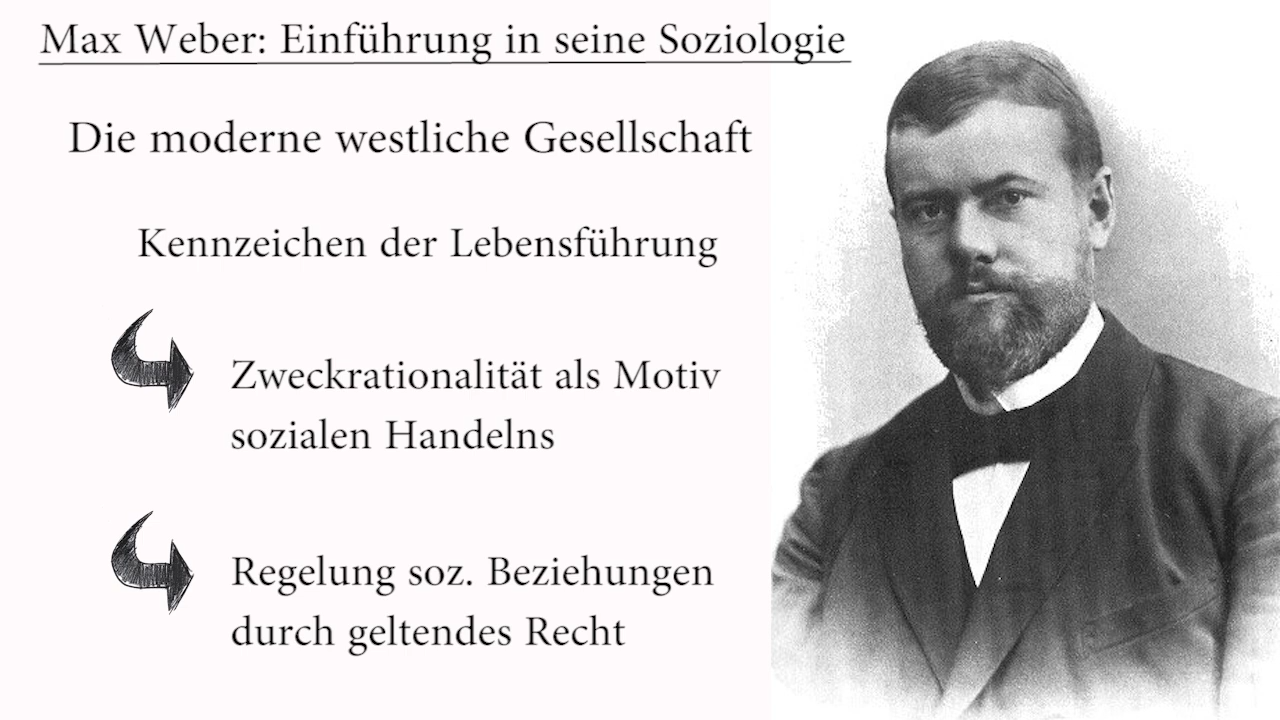 Max Weber: Einführung in seine Soziologie
Die moderne westliche Gesellschaft
Kennzeichen der Lebensführung
Zweckrationalität als Motiv
sozialen Handelns
Regelung soz. Beziehungen
durch geltendes Recht